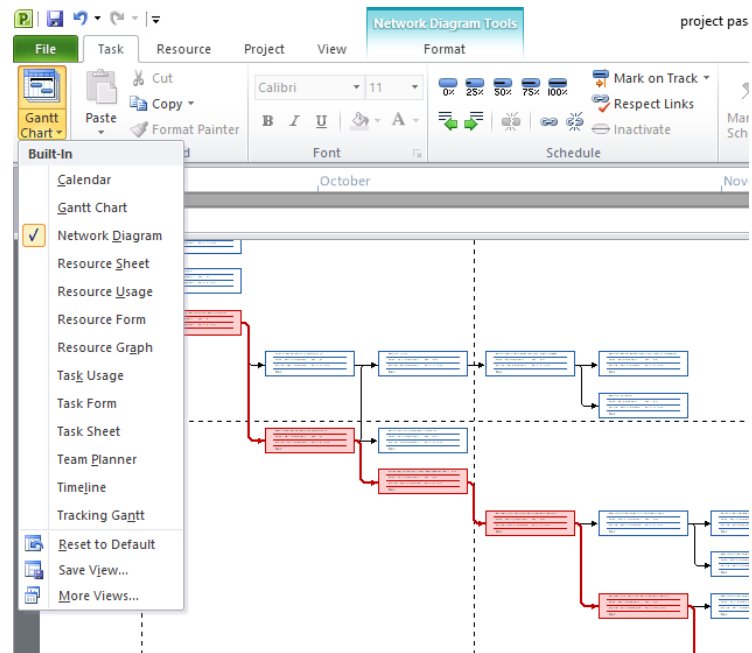 Network Diagram Tools
project pas
File Task Resource Project View Format
Gantt Chart
Paste
Cut
Copy
Format Painter
Calibri 11
B I U A
0% 25% 50% 75% 100%
Mark on Track
Respect Links
Inactivate
Mar
Sch
d Font Schedule
Built-In
October
Nov
Calendar
Gantt Chart
Network Diagram
Resource Sheet
Resource Usage
Resource Form
Resource Graph
Task Usage
Task Form
Task Sheet
Team Planner
Timeline
Tracking Gantt
Reset to Default
Save View...
More Views...